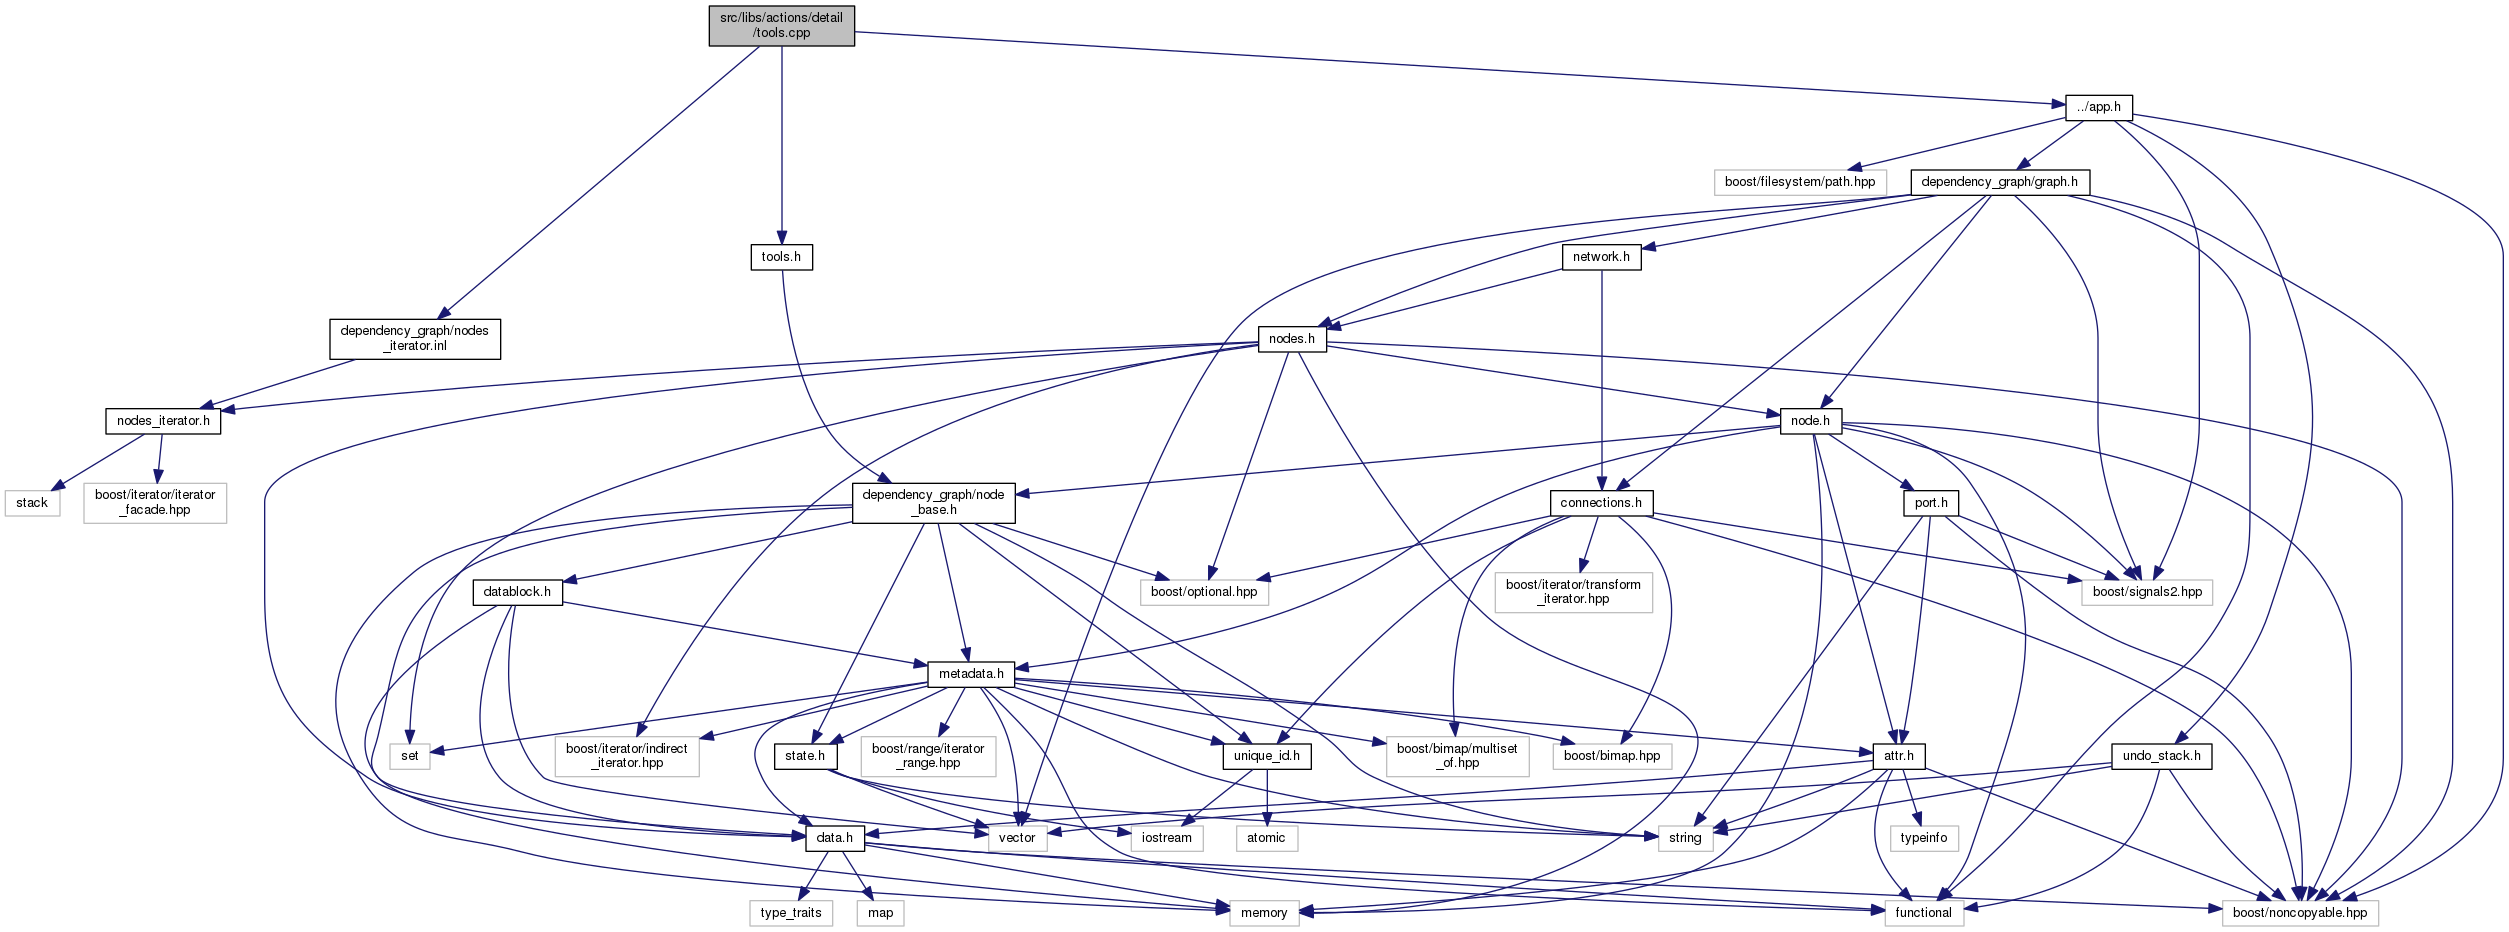 src/libs/actions/detail
/tools.cpp
../app.h
boost/filesystem/path.hpp
dependency_graph/graph.h
tools.h
network.h
dependency_graph/nodes
_iterator.inl
nodes.h
nodes_iterator.h
node.h
stack
boost/iterator/iterator
_facade.hpp
dependency_graph/node
_base.h
connections.h
port.h
datablock.h
boost/optional.hpp
boost/iterator/transform
_iterator.hpp
boost/signals2.hpp
metadata.h
set
boost/iterator/indirect
_iterator.hpp
state.h
boost/range/iterator
_range.hpp
unique_id.h
boost/bimap/multiset
_of.hpp
boost/bimap.hpp
attr.h
undo_stack.h
data.h
vector
iostream
atomic
string
typeinfo
type_traits
map
memory
functional
boost/noncopyable.hpp